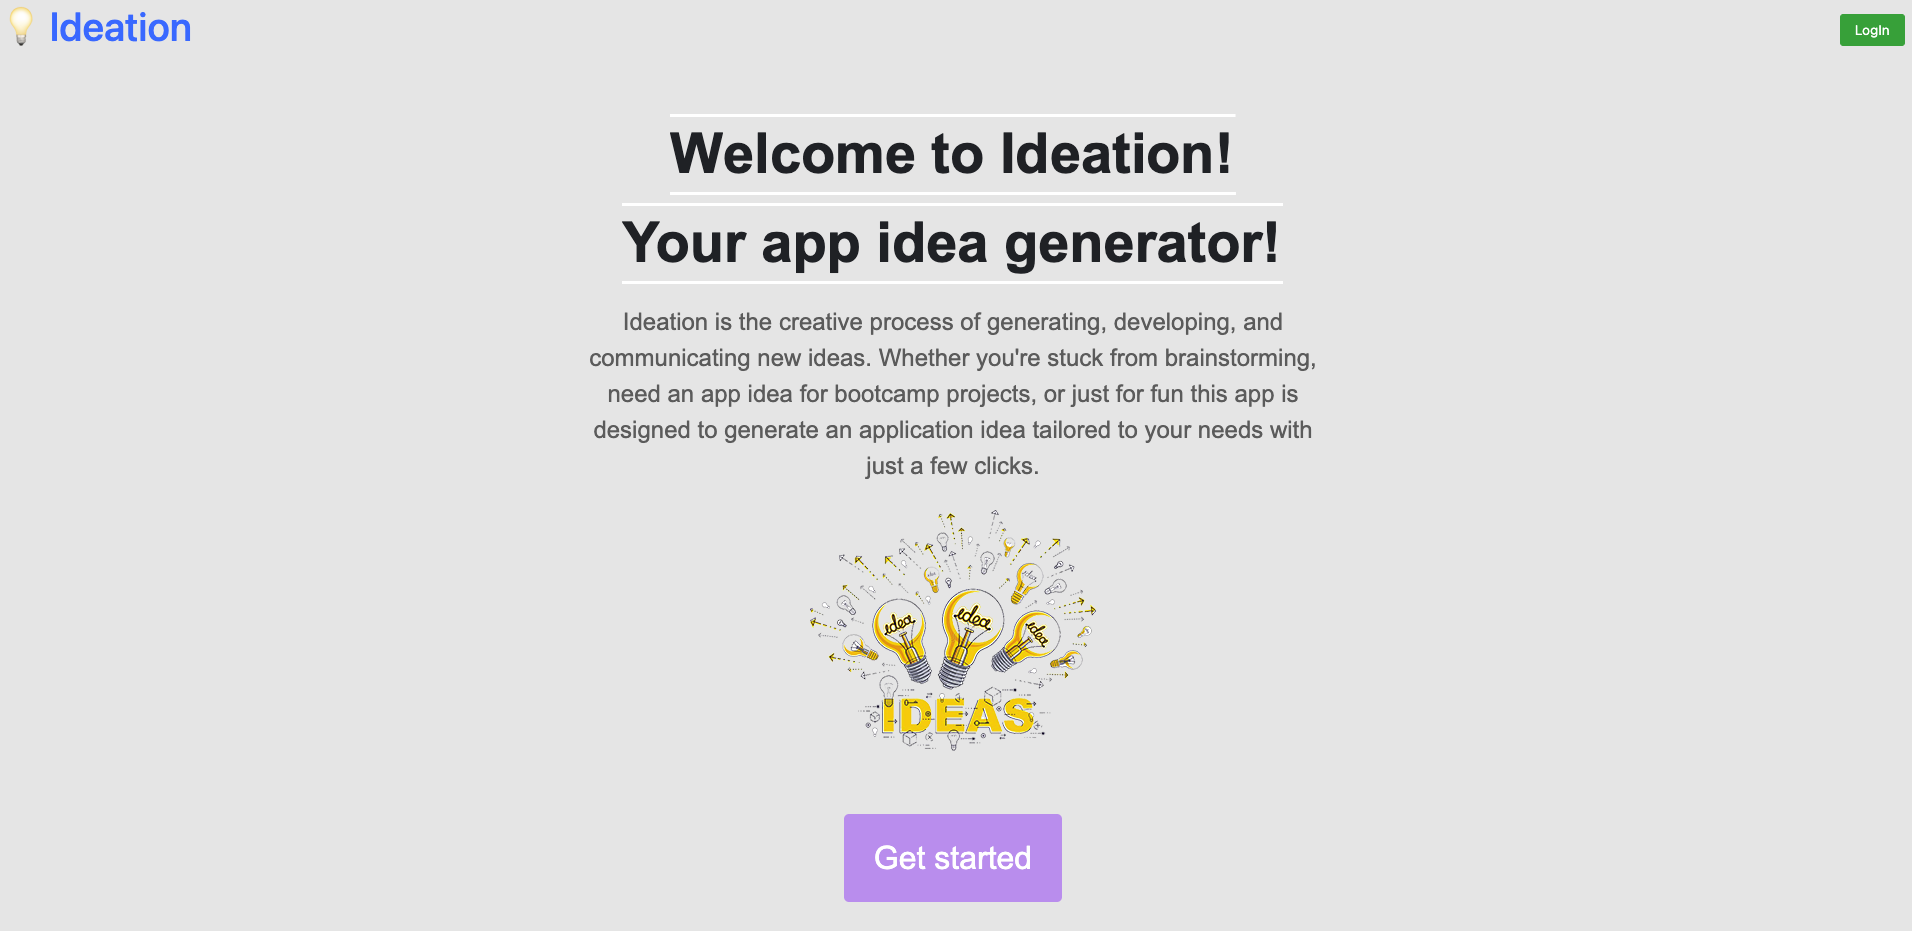 Ideation
LogIn
Welcome to Ideation!
Your app idea generator!
Ideation is the creative process of generating, developing, and
communicating new ideas. Whether you're stuck from brainstorming,
need an app idea for bootcamp projects, or just for fun this app is
designed to generate an application idea tailored to your needs with
just a few clicks.
idea
idea
idea
idea
IDEAS
Get started